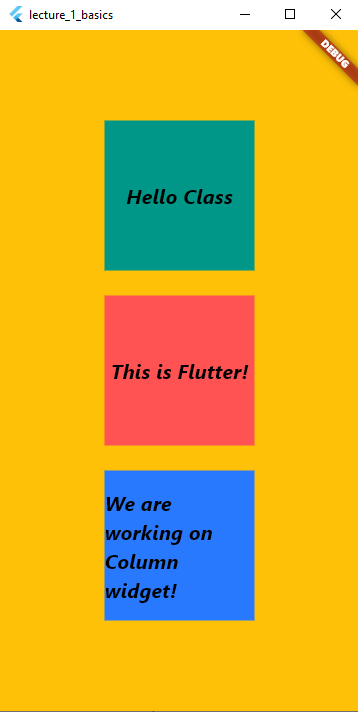 lecture_1_basics
DEBUG
Hello Class
This is Flutter!
We are
working on
Column
widget!